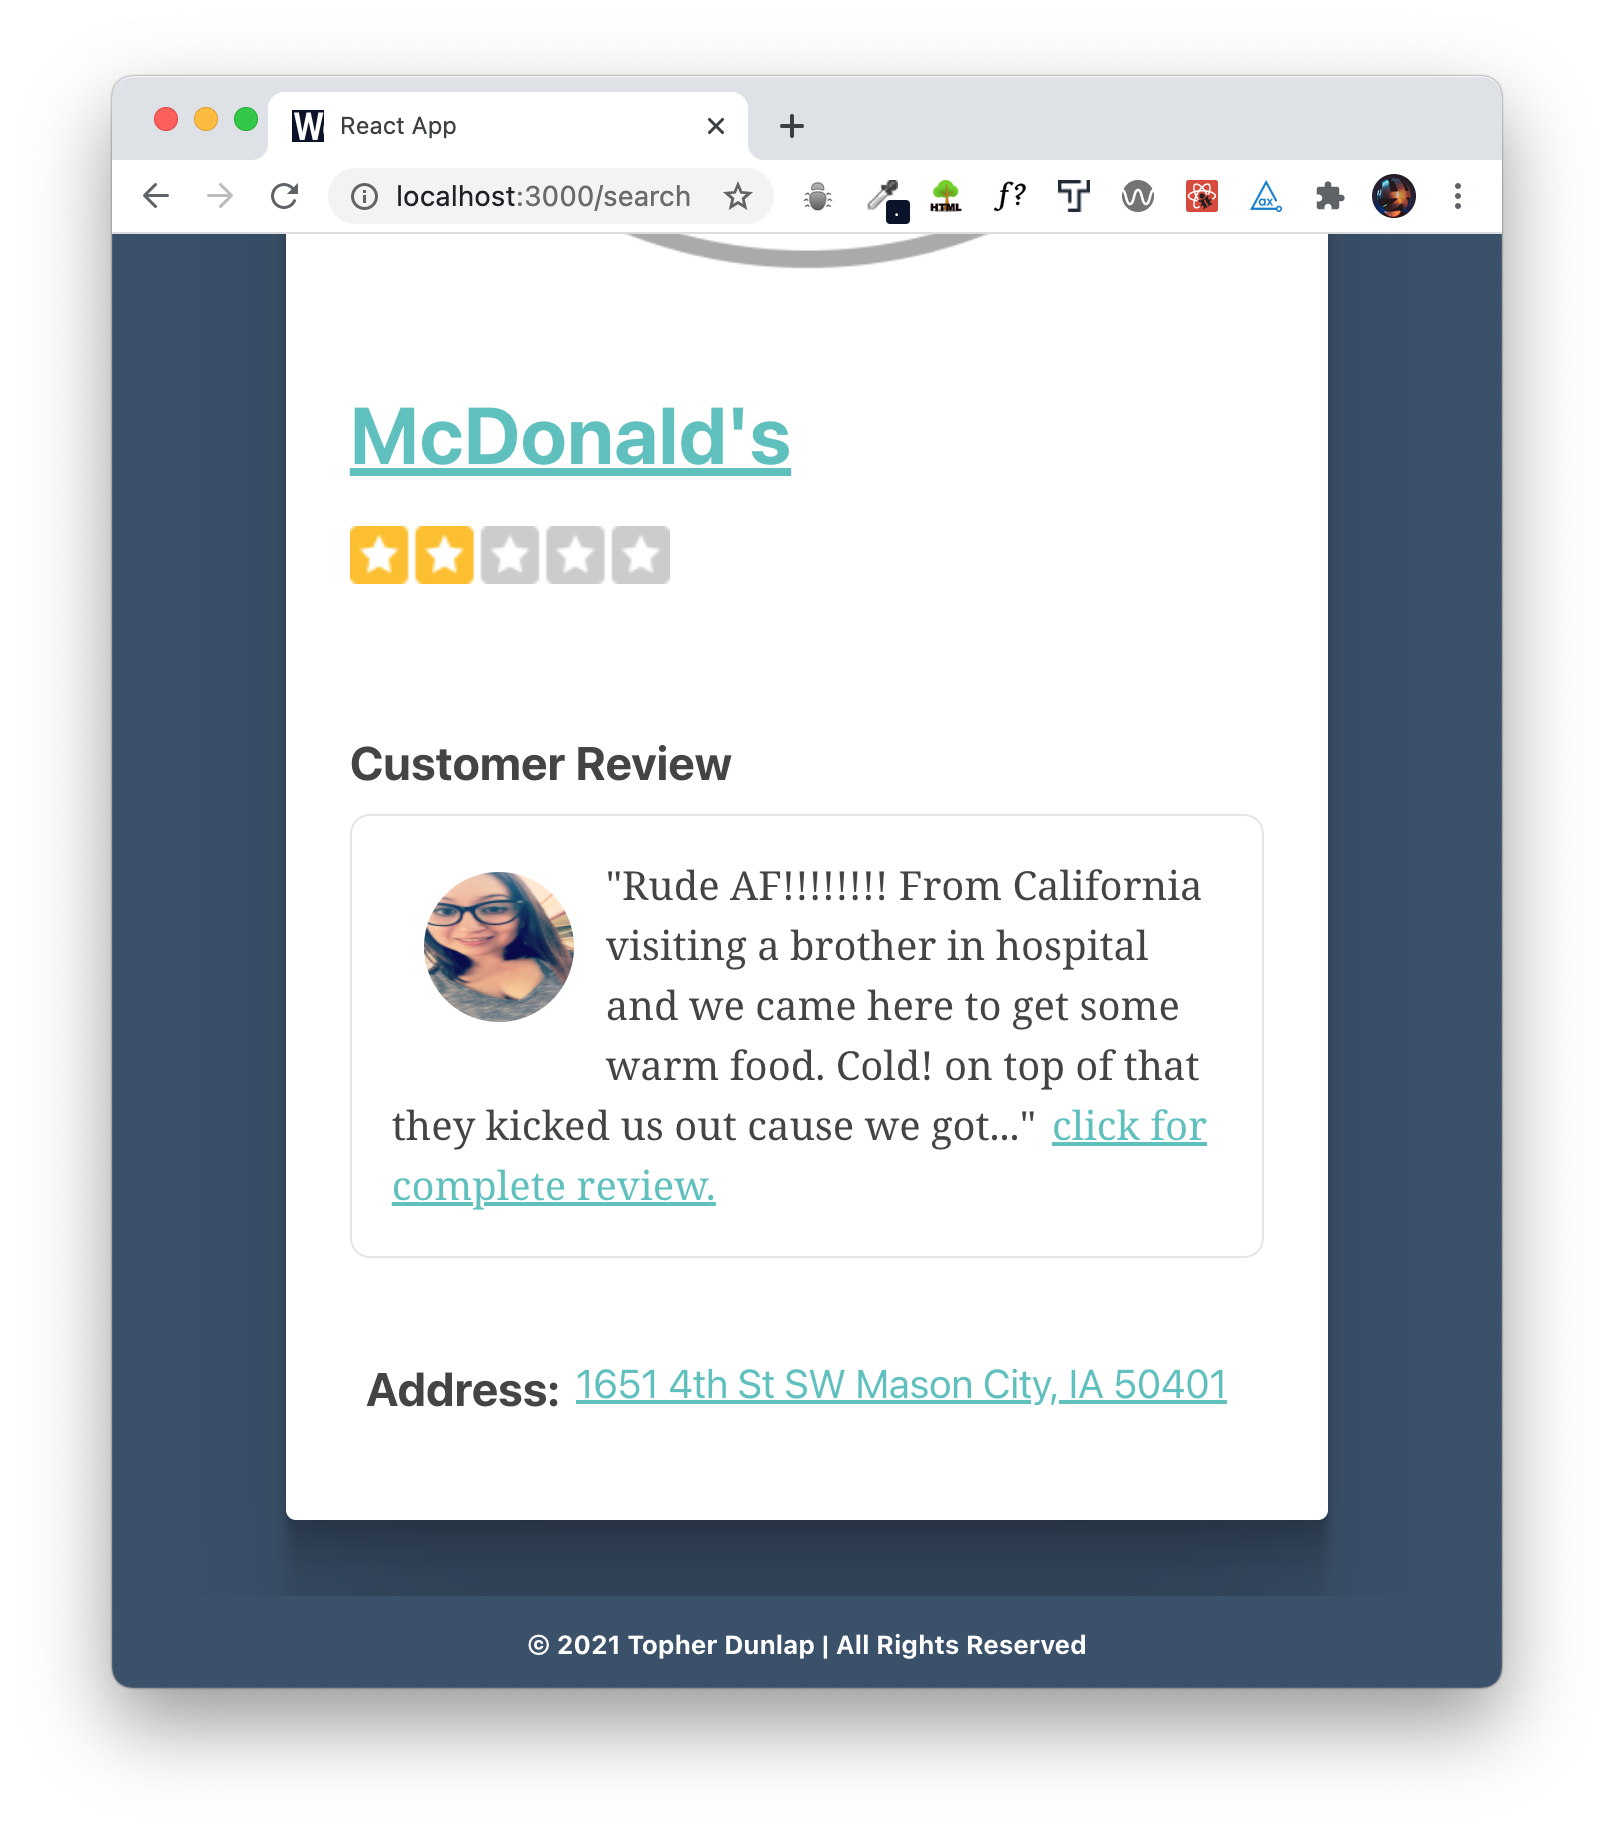 W React App
localhost:3000/search
HTML f? ax
McDonald's
Customer Review
"Rude AF!!!!!!!! From California
visiting a brother in hospital
and we came here to get some
warm food. Cold! on top of that
they kicked us out cause we got..." click for
complete review.
Address: 1651 4th St SW Mason City, IA 50401
© 2021 Topher Dunlap | All Rights Reserved